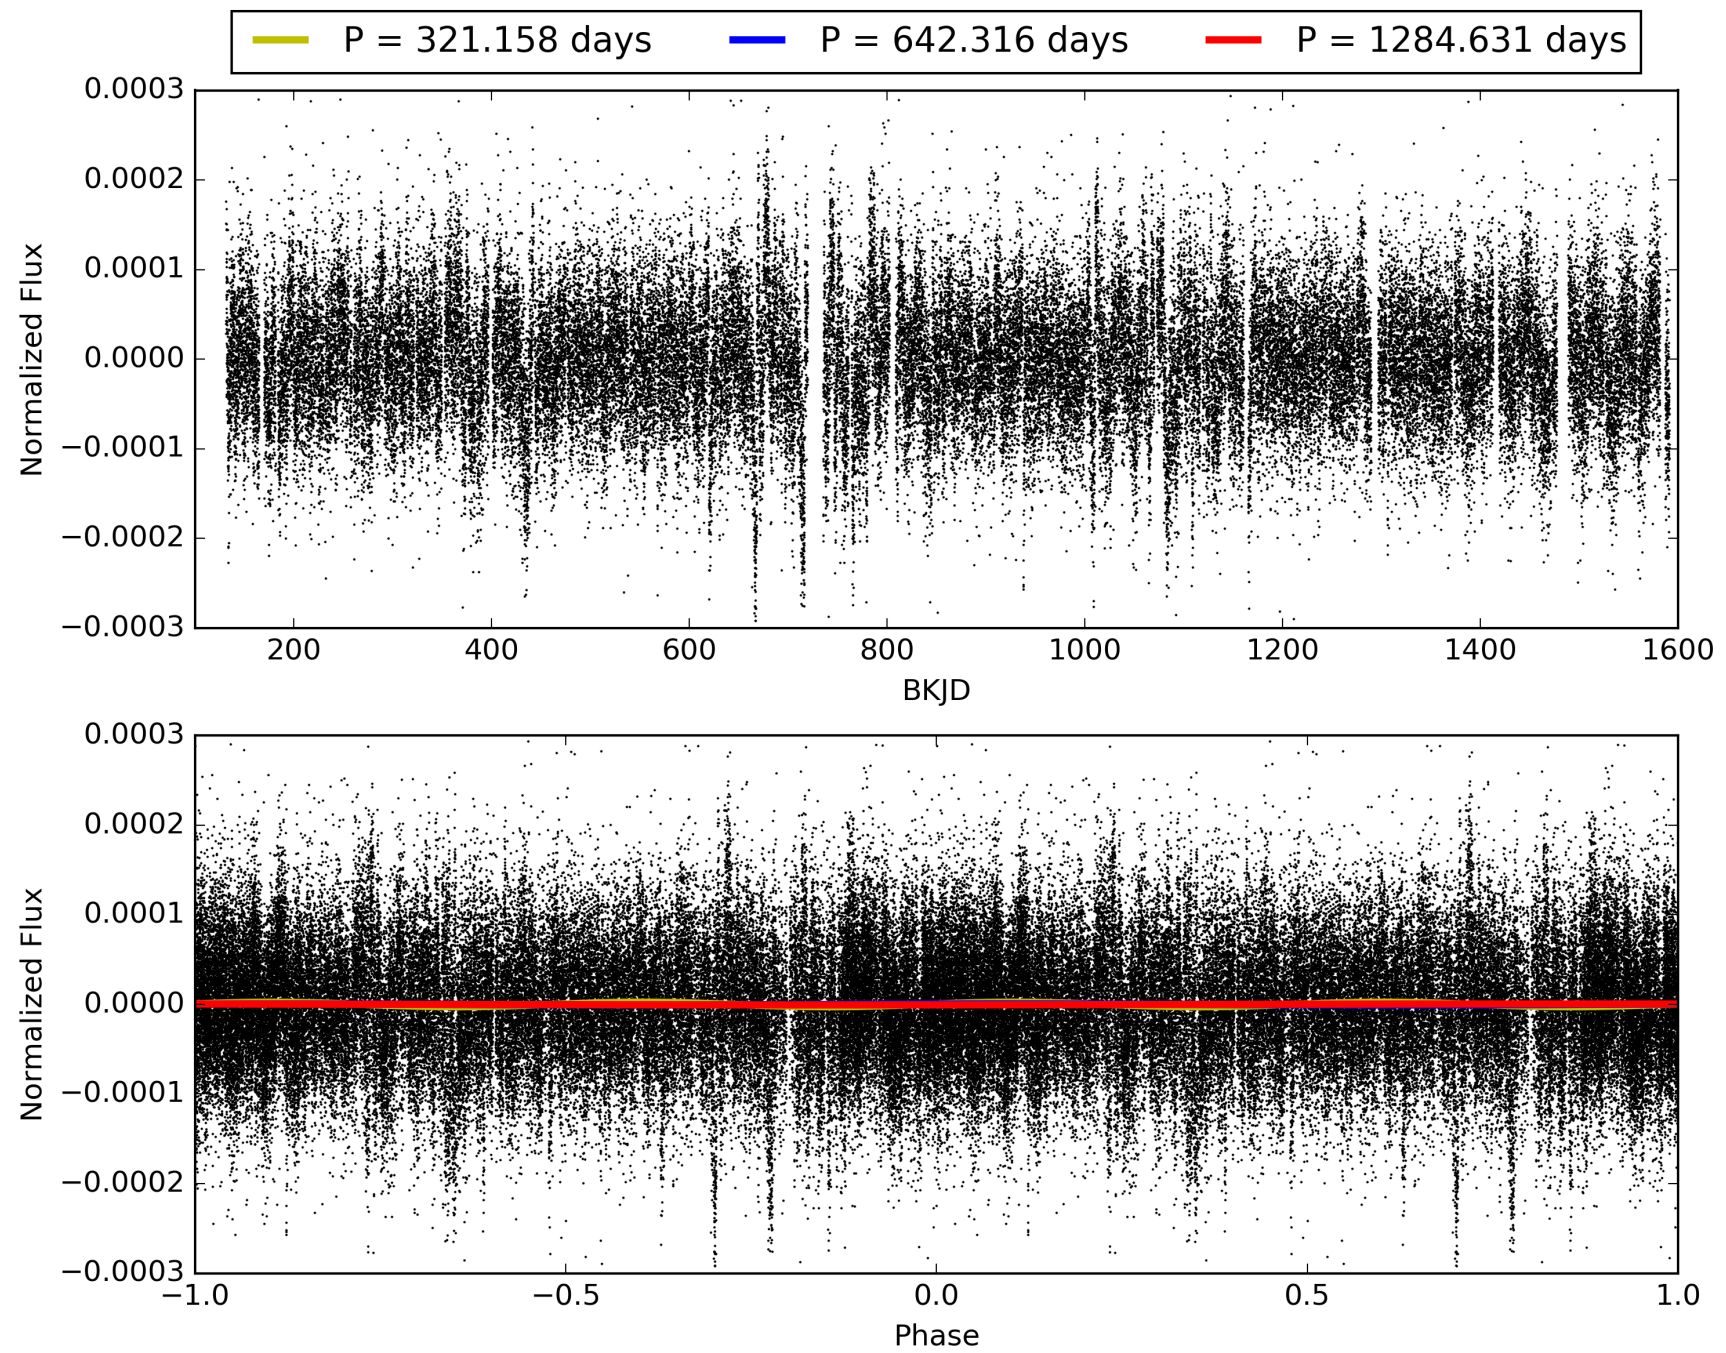 P = 321.158 days P = 642.316 days P = 1284.631 days
0.0003
0.0002
0.0001
0.0000
−0.0001
−0.0002
−0.0003
Normalized Flux
200 400 600 800 1000 1200 1400 1600
BKJD
0.0003
0.0002
0.0001
0.0000
−0.0001
−0.0002
−0.0003
Normalized Flux
−1.0 −0.5 0.0 0.5 1.0
Phase